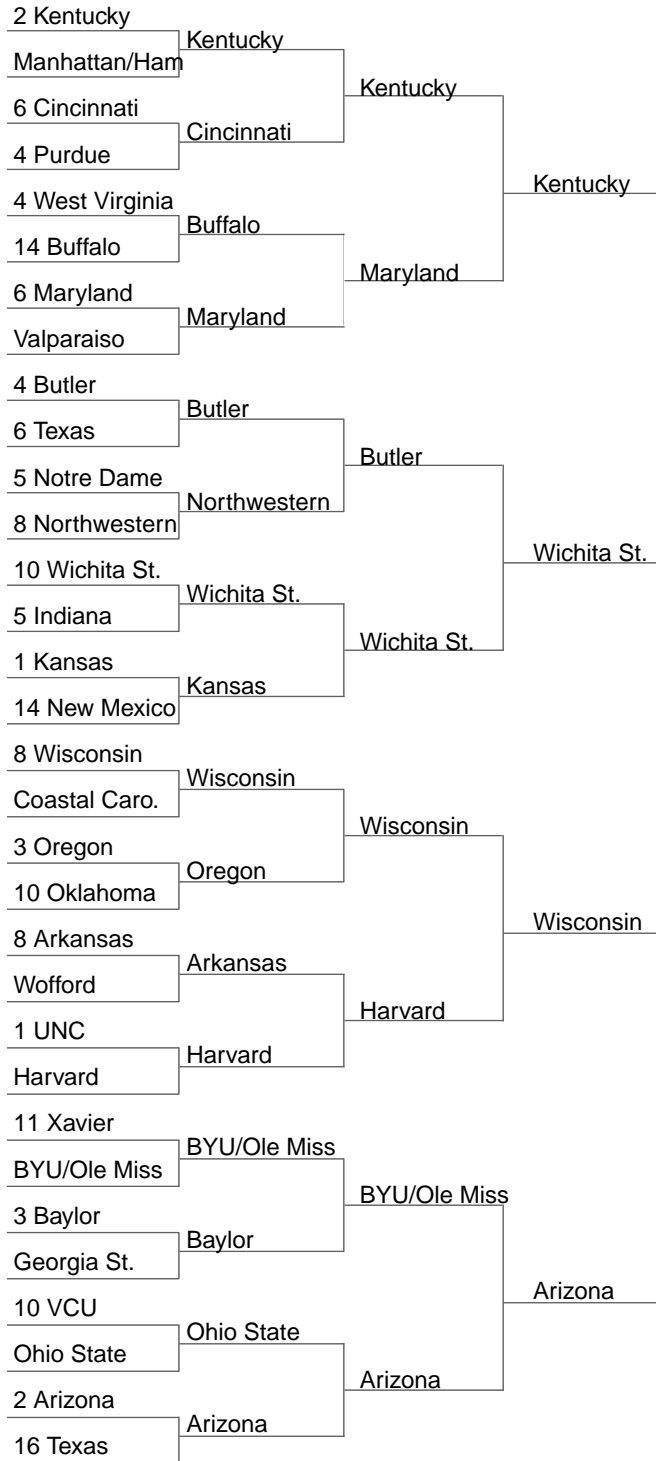 2 Kentucky
Kentucky
Manhattan/Ham
Kentucky
6 Cincinnati
Cincinnati
4 Purdue
Kentucky
4 West Virginia
Buffalo
14 Buffalo
Maryland
6 Maryland
Maryland
Valparaiso
4 Butler
Butler
6 Texas
Butler
5 Notre Dame
Northwestern
8 Northwestern
Wichita St.
10 Wichita St.
Wichita St.
5 Indiana
Wichita St.
1 Kansas
Kansas
14 New Mexico
8 Wisconsin
Wisconsin
Coastal Caro.
Wisconsin
3 Oregon
Oregon
10 Oklahoma
Wisconsin
8 Arkansas
Arkansas
Wofford
Harvard
1 UNC
Harvard
Harvard
11 Xavier
BYU/Ole Miss
BYU/Ole Miss
BYU/Ole Miss
3 Baylor
Baylor
Georgia St.
Arizona
10 VCU
Ohio State
Ohio State
Arizona
2 Arizona
Arizona
16 Texas